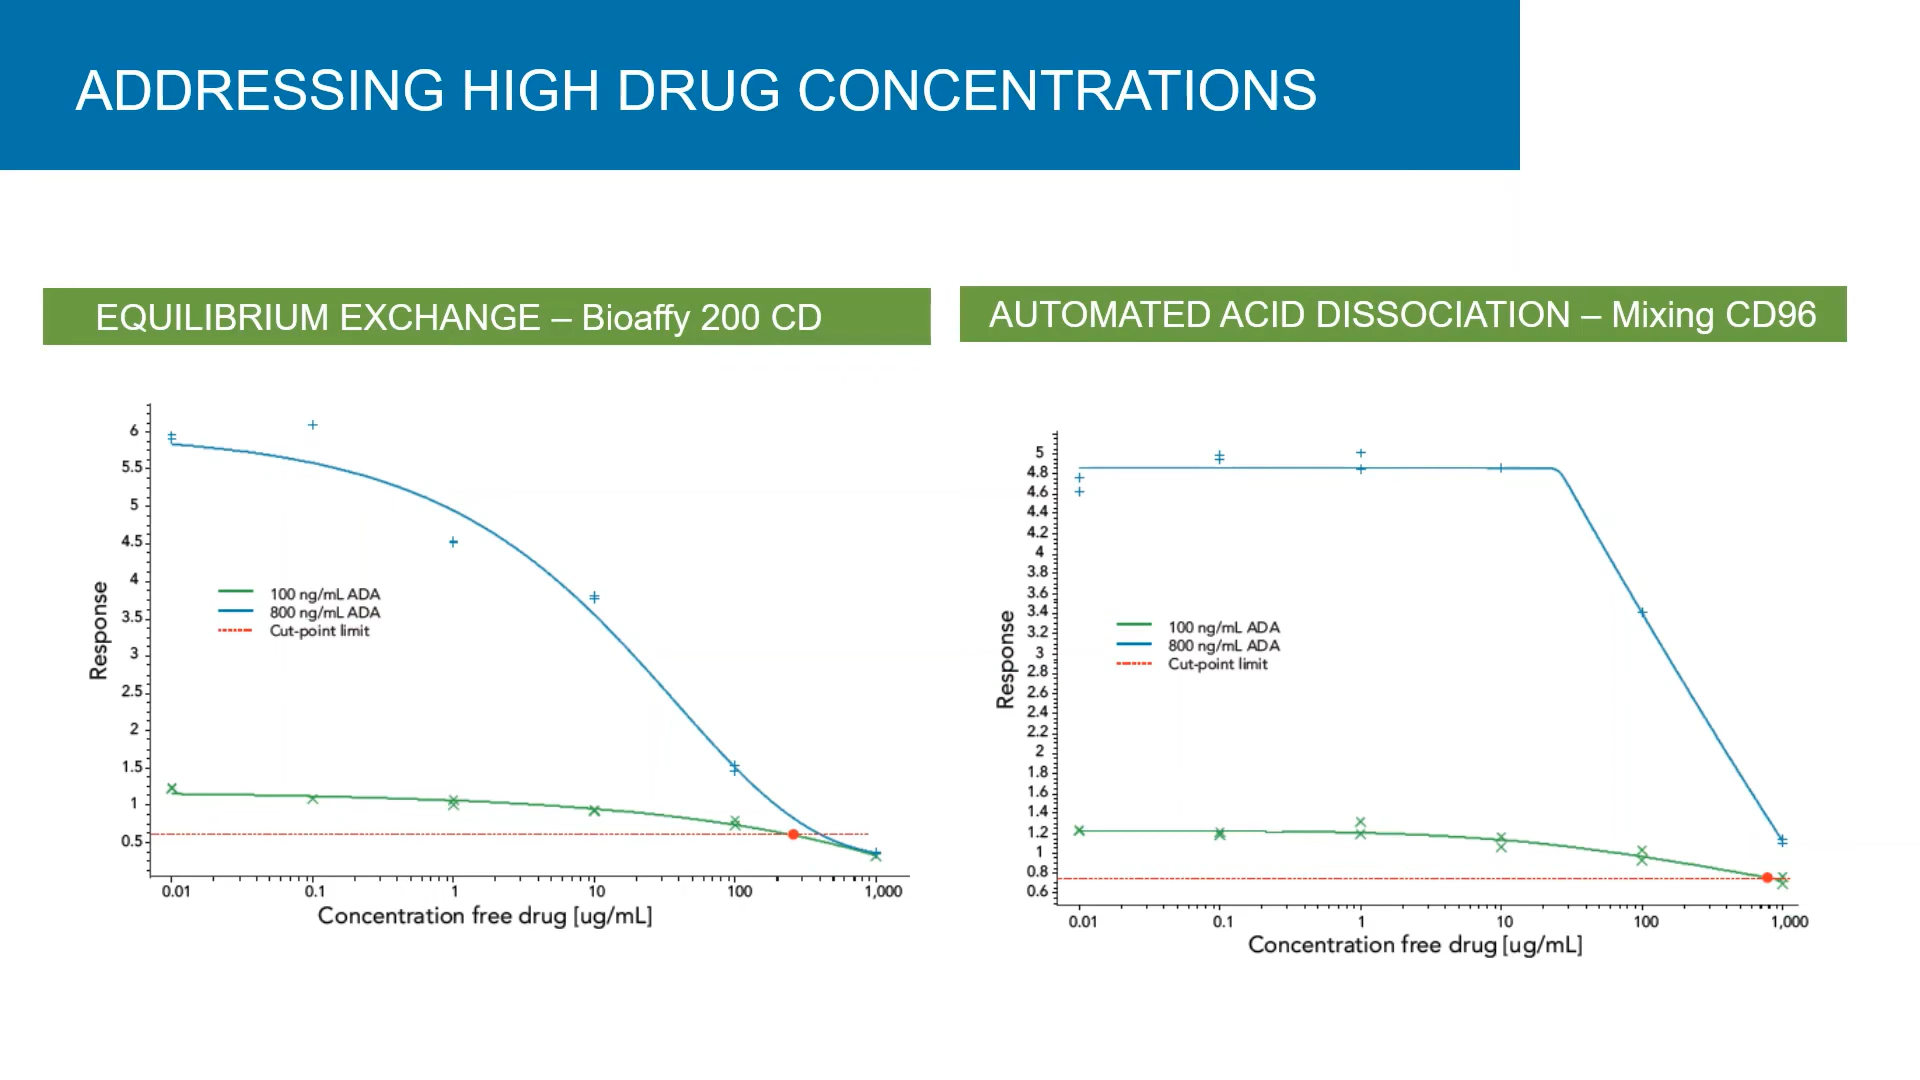 ADDRESSING HIGH DRUG CONCENTRATIONS
EQUILIBRIUM EXCHANGE – Bioaffy 200 CD
6
5.5
5
4.5
4
3.5
3
2.5
2
1.5
1
0.5
Response
100 ng/mL ADA
800 ng/mL ADA
Cut-point limit
0.01 0.1 1 10 100 1,000
Concentration free drug [ug/mL]
AUTOMATED ACID DISSOCIATION – Mixing CD96
5
4.8
4.6
4.4
4.2
4
3.8
3.6
3.4
3.2
3
2.8
2.6
2.4
2.2
2
1.8
1.6
1.4
1.2
1
0.8
0.6
Response
100 ng/mL ADA
800 ng/mL ADA
Cut-point limit
0.01 0.1 1 10 100 1,000
Concentration free drug [ug/mL]